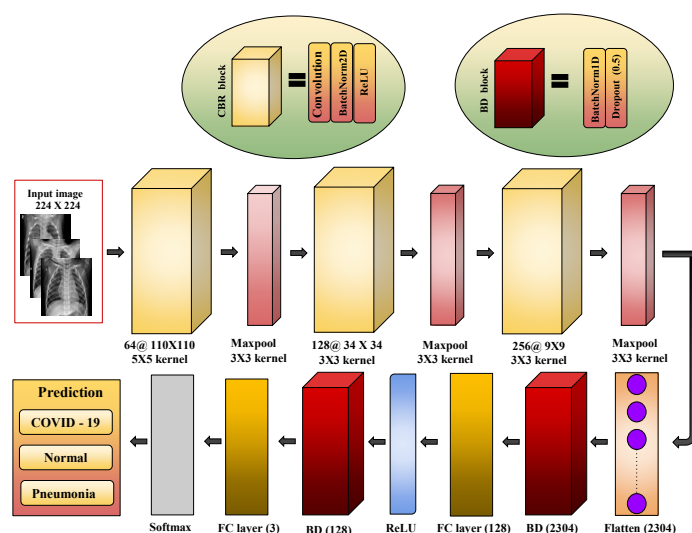 CBR block
=
Convolution
BatchNorm2D
ReLU
BD block
=
BatchNorm1D
Dropout (0.5)
Input image
224 X 224
64@ 110X110
5X5 kernel
Maxpool
3X3 kernel
128@ 34 X 34
3X3 kernel
Maxpool
3X3 kernel
256@ 9X9
3X3 kernel
Maxpool
3X3 kernel
Prediction
COVID - 19
Normal
Pneumonia
Softmax
FC layer (3)
BD (128)
ReLU
FC layer (128)
BD (2304)
Flatten (2304)